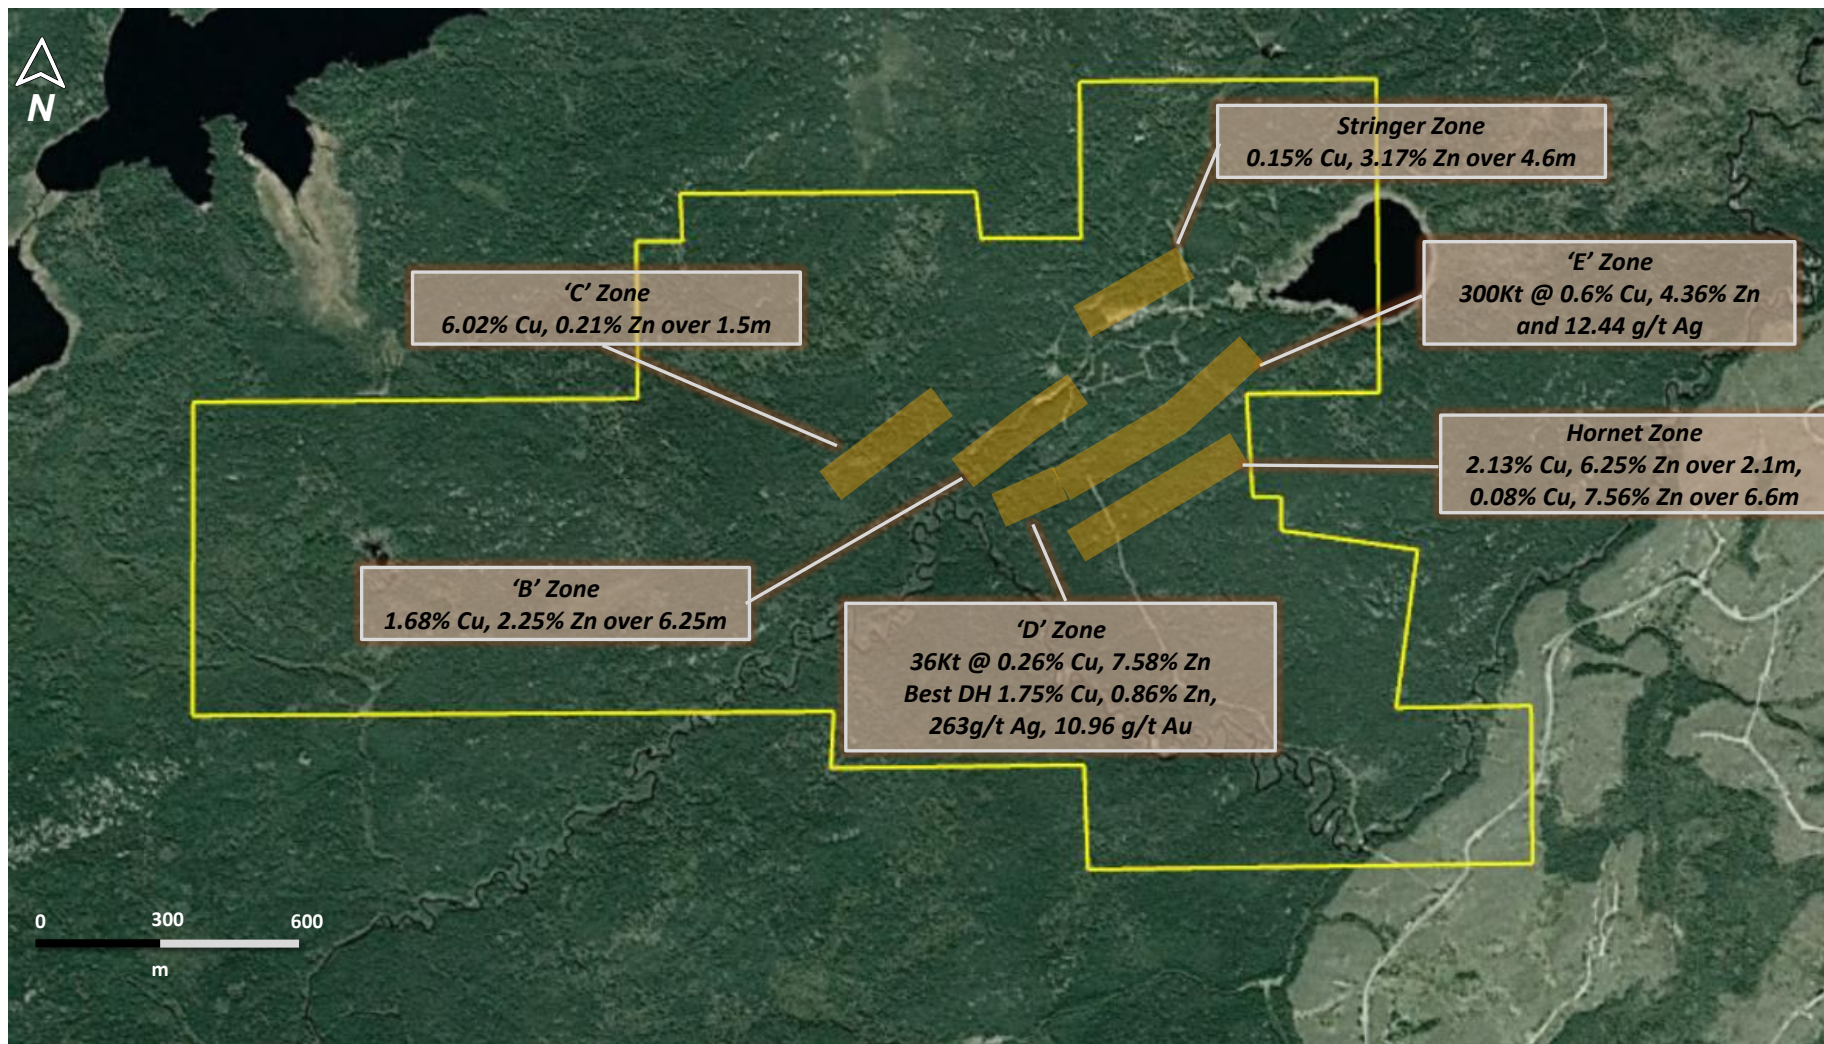 N
Stringer Zone
0.15% Cu, 3.17% Zn over 4.6m
‘E’ Zone
300Kt @ 0.6% Cu, 4.36% Zn
and 12.44 g/t Ag
‘C’ Zone
6.02% Cu, 0.21% Zn over 1.5m
Hornet Zone
2.13% Cu, 6.25% Zn over 2.1m,
0.08% Cu, 7.56% Zn over 6.6m
‘B’ Zone
1.68% Cu, 2.25% Zn over 6.25m
‘D’ Zone
36Kt @ 0.26% Cu, 7.58% Zn
Best DH 1.75% Cu, 0.86% Zn,
263g/t Ag, 10.96 g/t Au
0 300 600
m